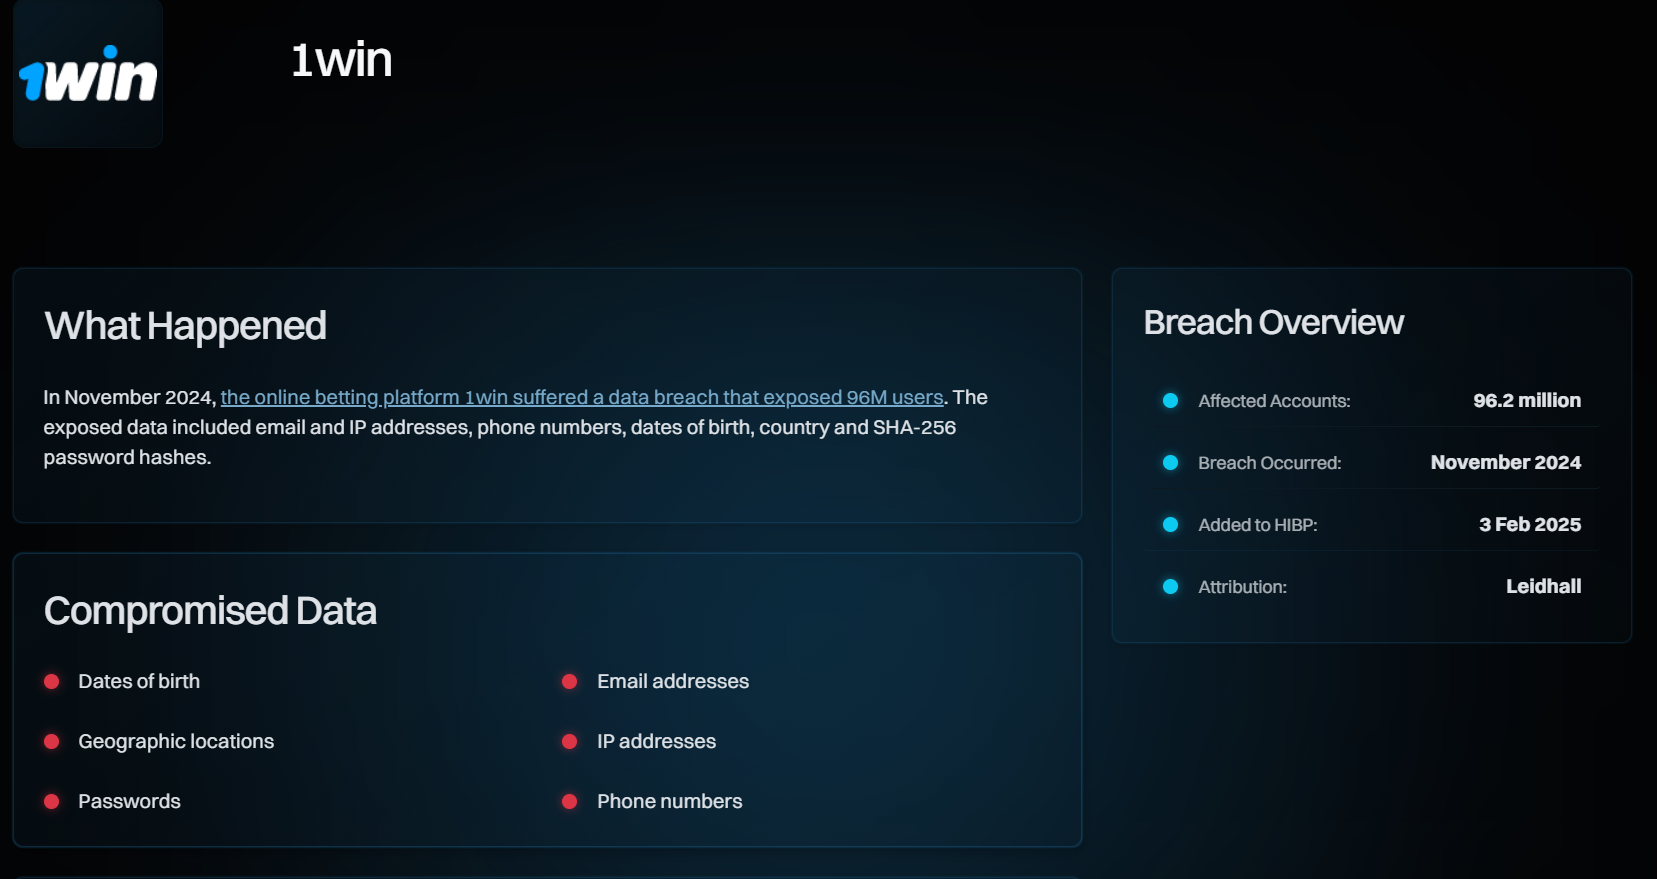 1win
1win
What Happened
In November 2024, the online betting platform 1win suffered a data breach that exposed 96M users. The
exposed data included email and IP addresses, phone numbers, dates of birth, country and SHA-256
password hashes.
Breach Overview
Affected Accounts: 96.2 million
Breach Occurred: November 2024
Added to HIBP: 3 Feb 2025
Attribution: Leidhall
Compromised Data
Dates of birth
Email addresses
Geographic locations
IP addresses
Passwords
Phone numbers